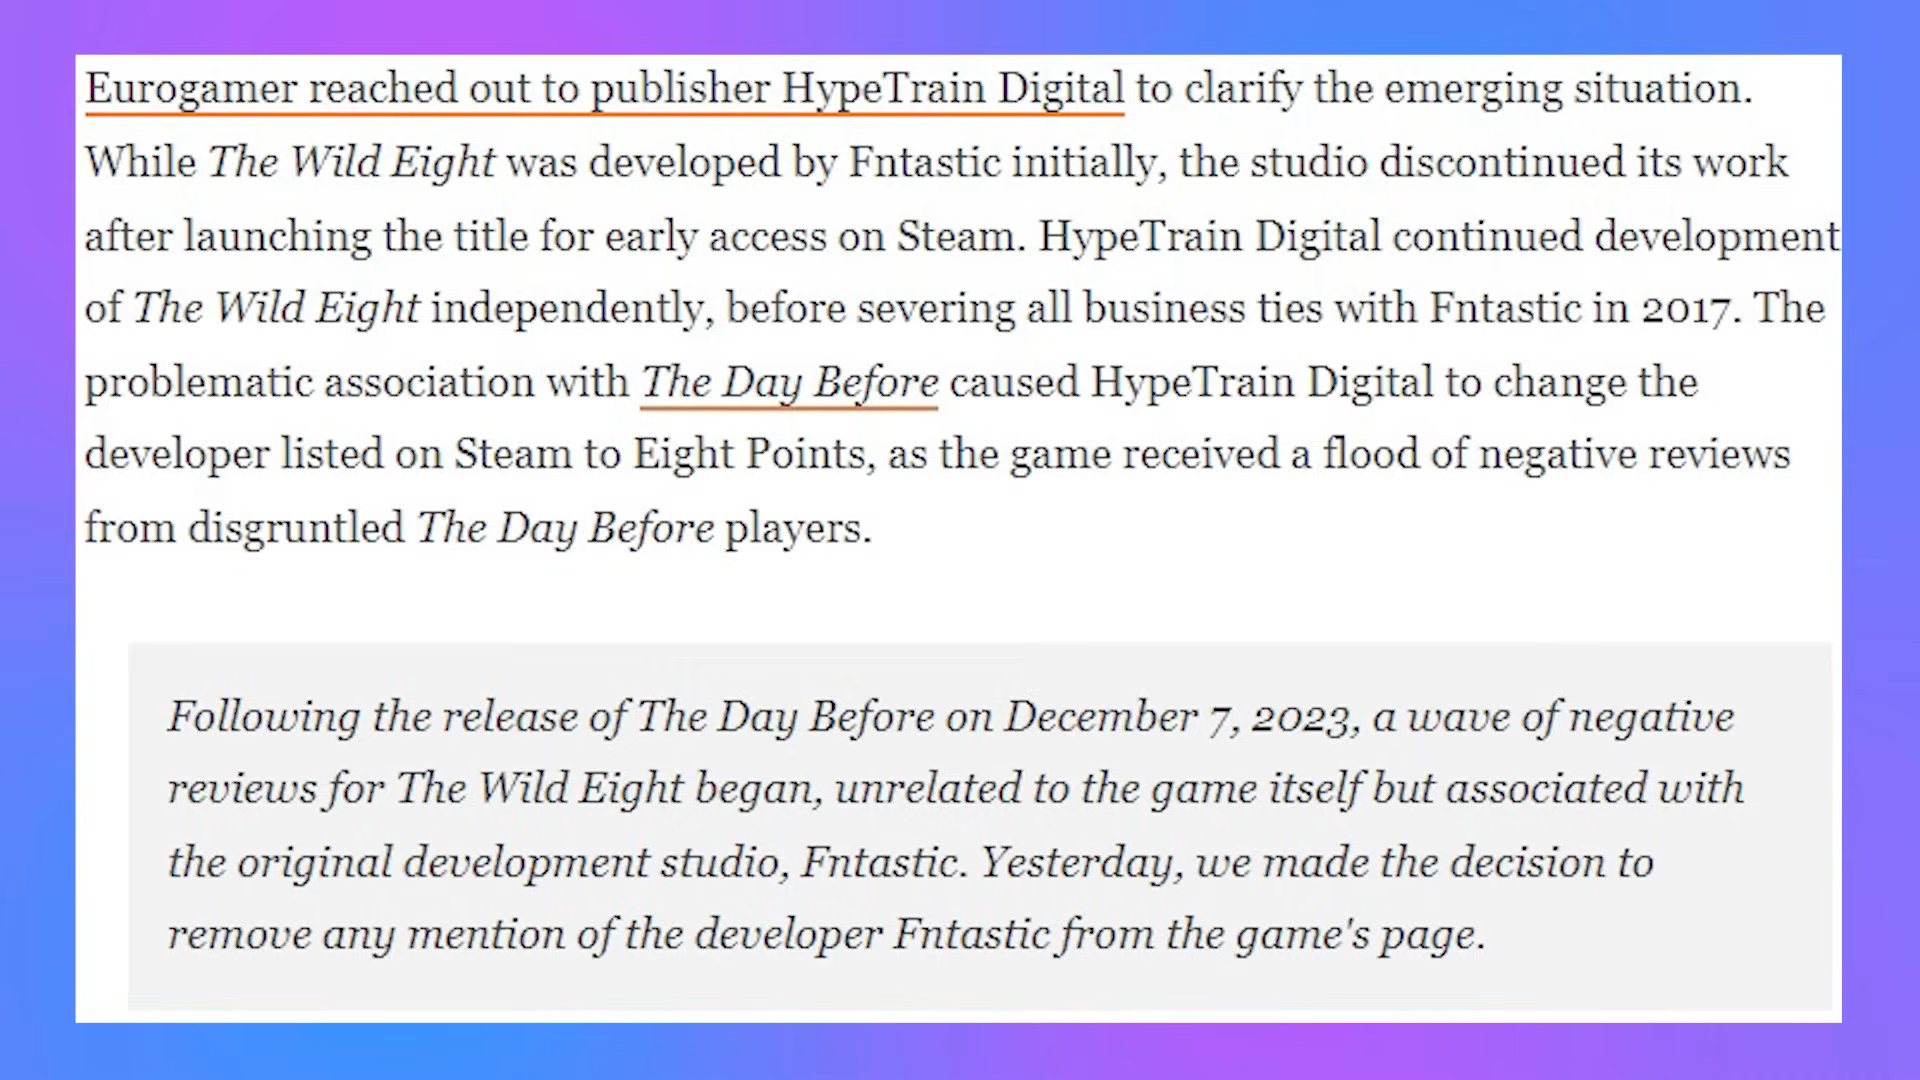 Eurogamer reached out to publisher HypeTrain Digital to clarify the emerging situation.
While The Wild Eight was developed by Fntastic initially, the studio discontinued its work
after launching the title for early access on Steam. HypeTrain Digital continued development
of The Wild Eight independently, before severing all business ties with Fntastic in 2017. The
problematic association with The Day Before caused HypeTrain Digital to change the
developer listed on Steam to Eight Points, as the game received a flood of negative reviews
from disgruntled The Day Before players.
Following the release of The Day Before on December 7, 2023, a wave of negative
reviews for The Wild Eight began, unrelated to the game itself but associated with
the original development studio, Fntastic. Yesterday, we made the decision to
remove any mention of the developer Fntastic from the game's page.